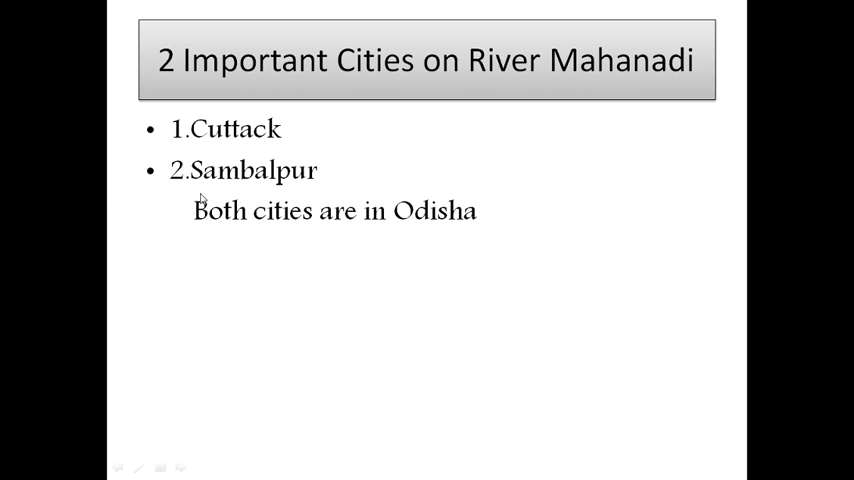 2 Important Cities on River Mahanadi
• 1.Cuttack
• 2.Sambalpur
Both cities are in Odisha